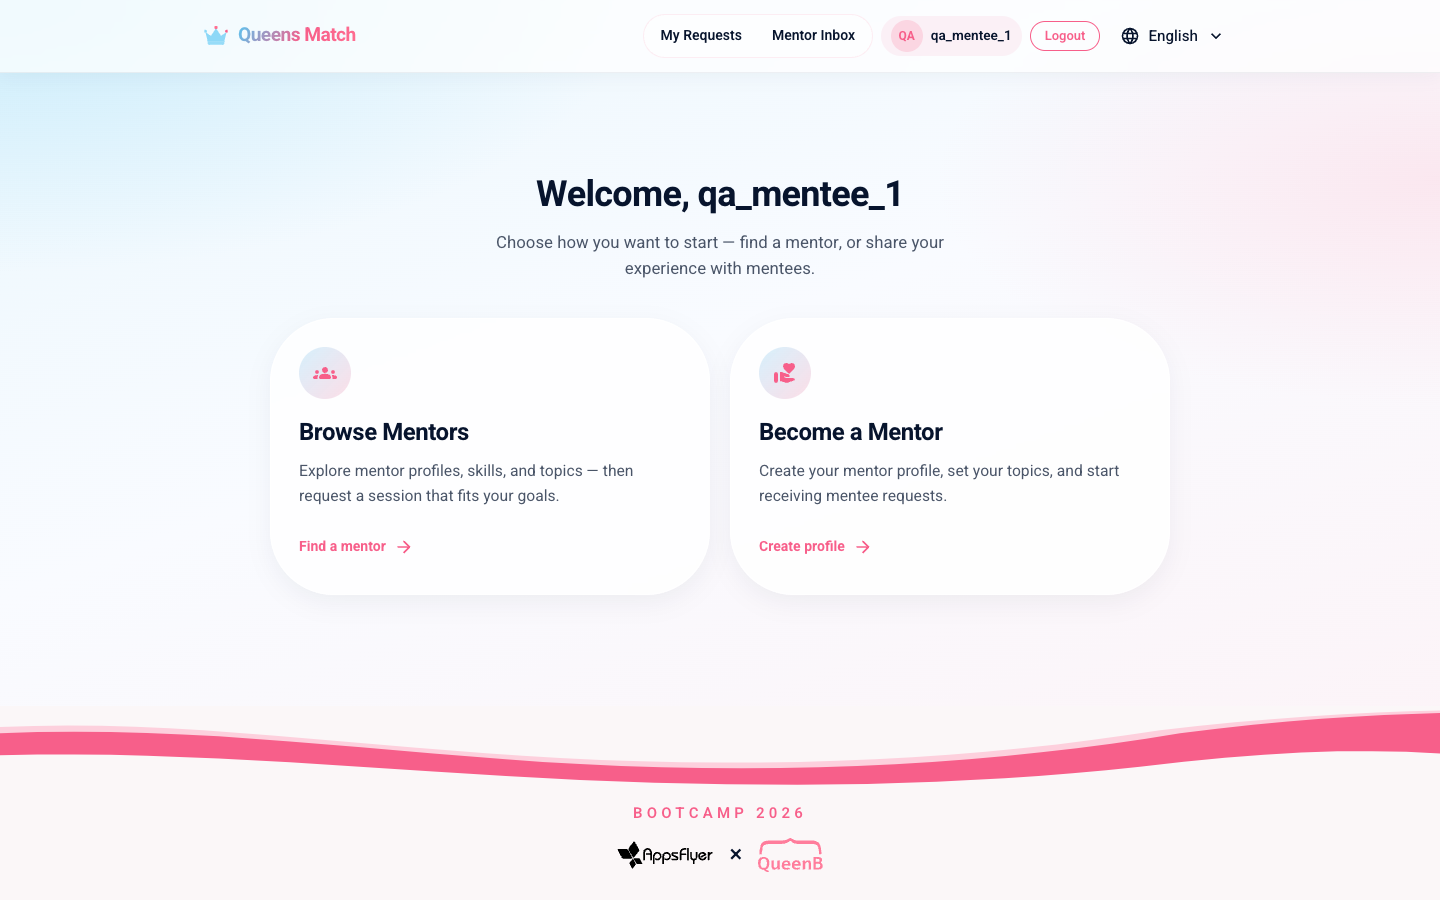 Queens Match
My Requests
Mentor Inbox
QA
qa_mentee_1
Logout
English
Welcome, qa_mentee_1
Choose how you want to start — find a mentor, or share your
experience with mentees.
Browse Mentors
Explore mentor profiles, skills, and topics — then
request a session that fits your goals.
Find a mentor
Become a Mentor
Create your mentor profile, set your topics, and start
receiving mentee requests.
Create profile
BOOTCAMP 2026
AppsFlyer
×
QueenB